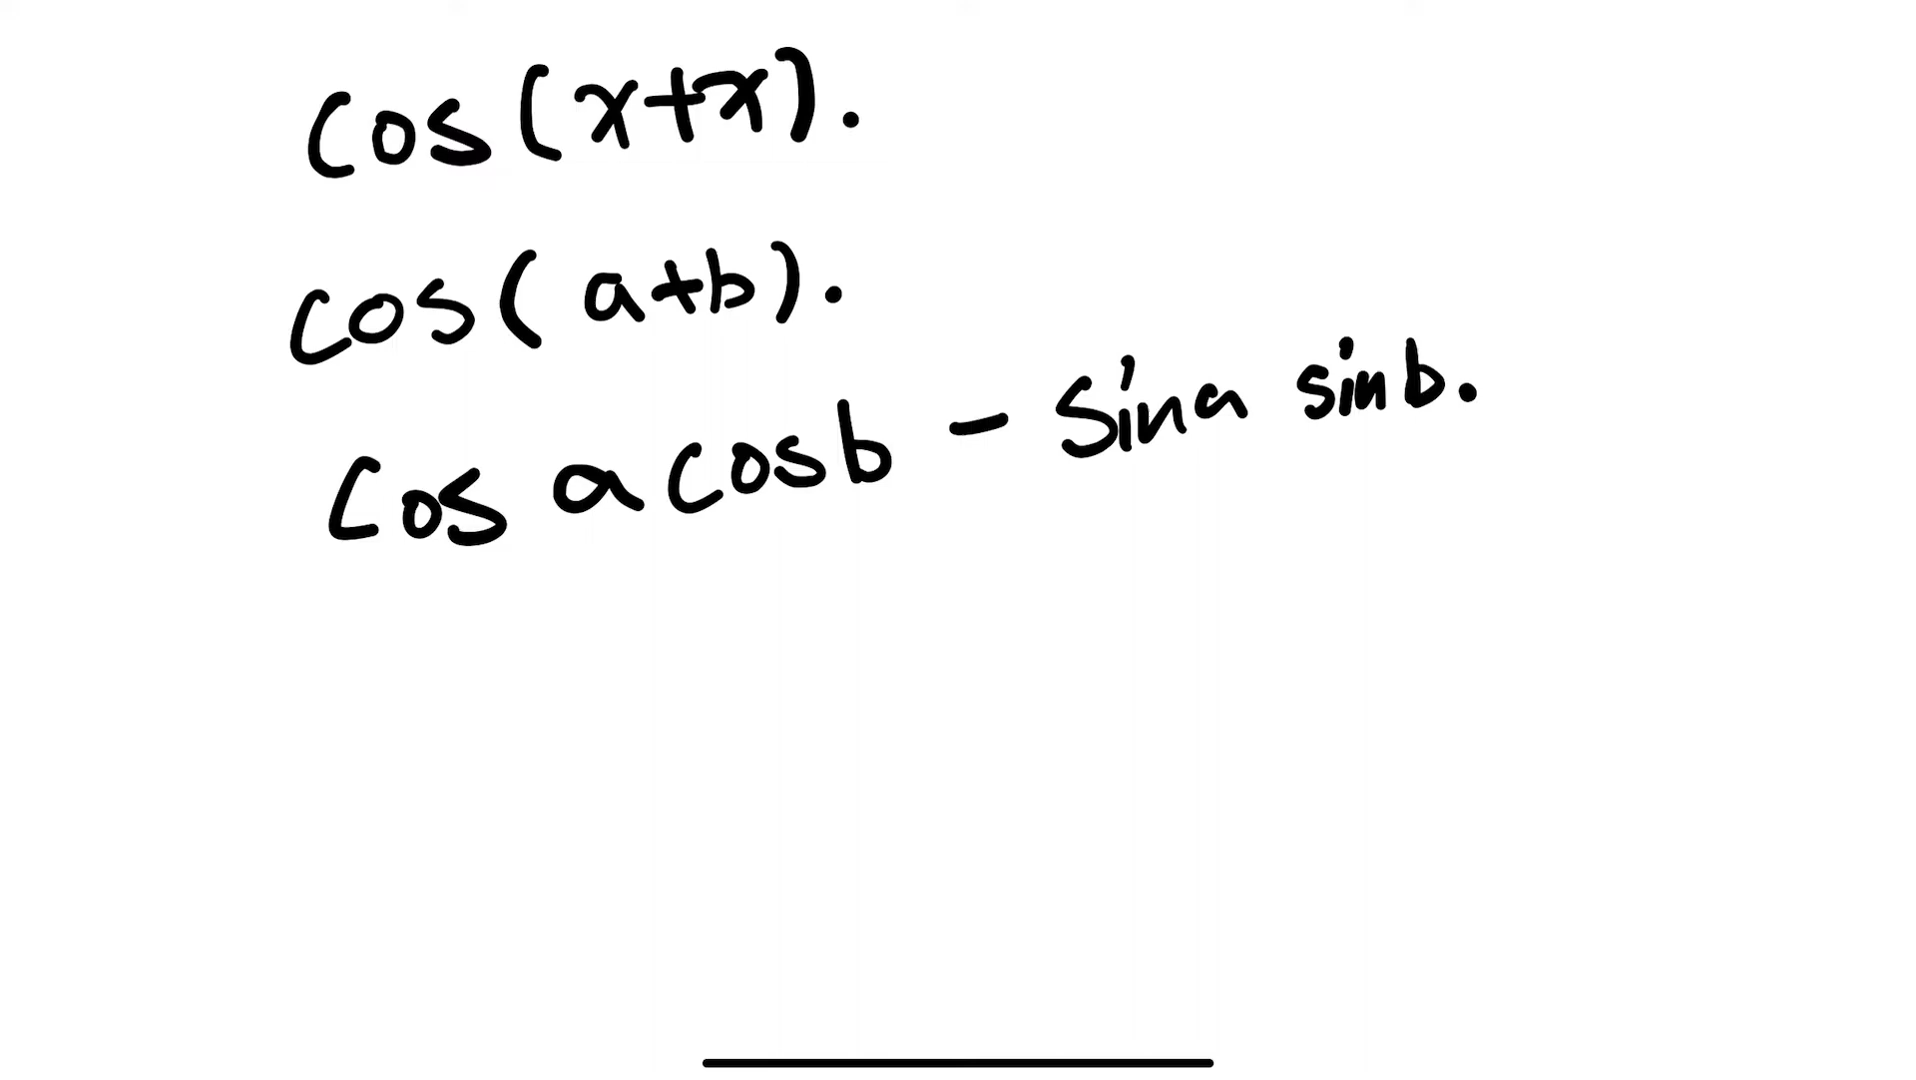 cos(x+x).
cos(a+b).
cos a cos b - sin a sin b.